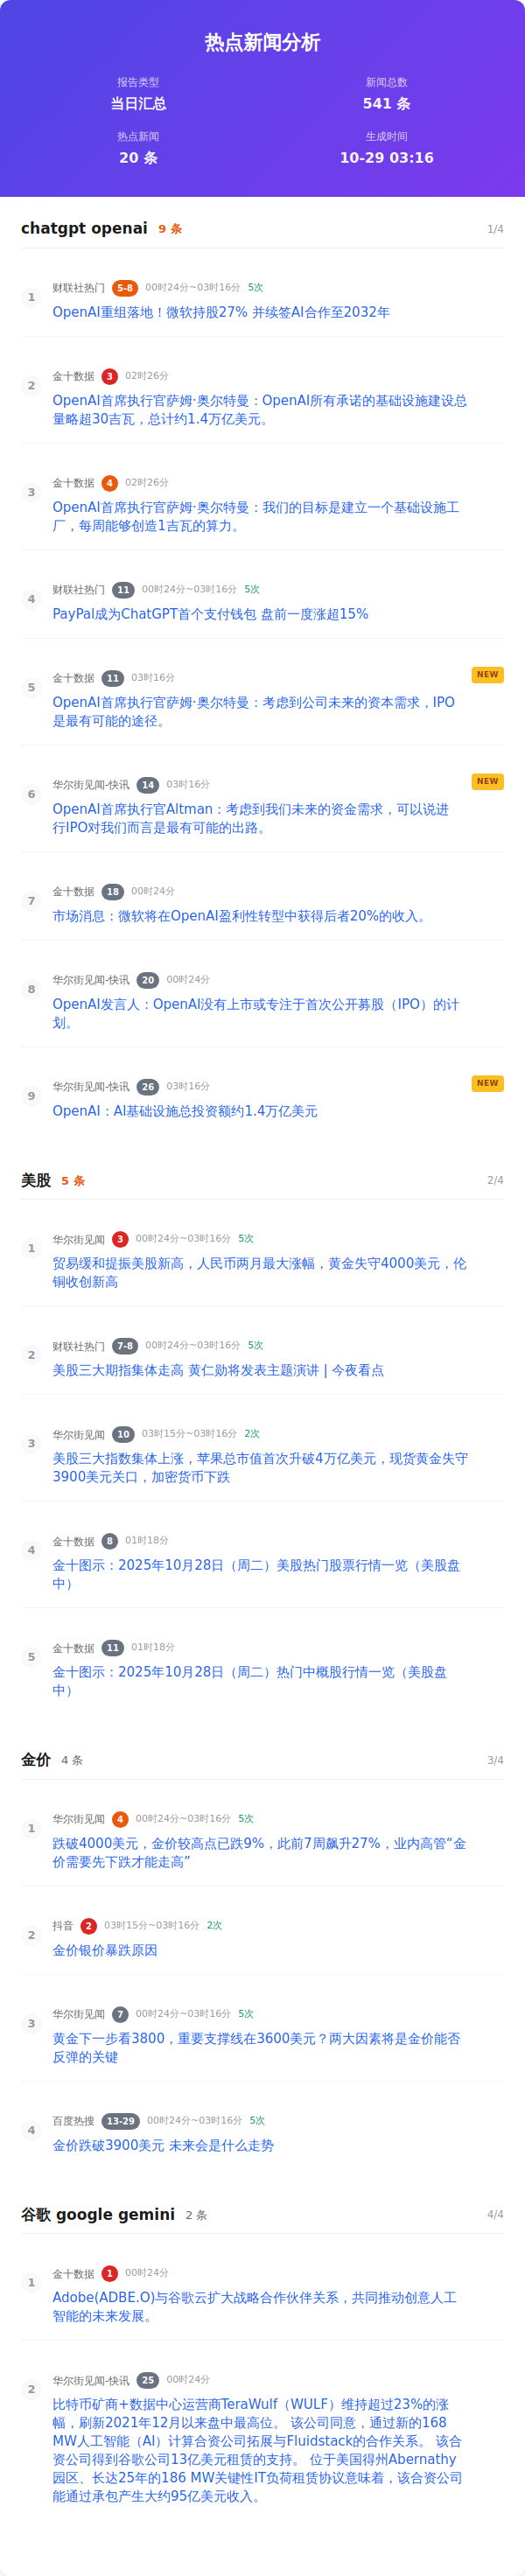 热点新闻分析
报告类型
新闻总数
当日汇总
541 条
热点新闻
生成时间
20 条
10-29 03:16
chatgpt openai 9 条 1/4
1
财联社热门 5-8 00时24分~03时16分 5次
OpenAI重组落地！微软持股27% 并续签AI合作至2032年
2
金十数据 3 02时26分
OpenAI首席执行官萨姆·奥尔特曼：OpenAI所有承诺的基础设施建设总
量略超30吉瓦，总计约1.4万亿美元。
3
金十数据 4 02时26分
OpenAI首席执行官萨姆·奥尔特曼：我们的目标是建立一个基础设施工
厂，每周能够创造1吉瓦的算力。
4
财联社热门 11 00时24分~03时16分 5次
PayPal成为ChatGPT首个支付钱包 盘前一度涨超15%
5
金十数据 11 03时16分 NEW
OpenAI首席执行官萨姆·奥尔特曼：考虑到公司未来的资本需求，IPO
是最有可能的途径。
6
华尔街见闻-快讯 14 03时16分 NEW
OpenAI首席执行官Altman：考虑到我们未来的资金需求，可以说进
行IPO对我们而言是最有可能的出路。
7
金十数据 18 00时24分
市场消息：微软将在OpenAI盈利性转型中获得后者20%的收入。
8
华尔街见闻-快讯 20 00时24分
OpenAI发言人：OpenAI没有上市或专注于首次公开募股（IPO）的计
划。
9
华尔街见闻-快讯 26 03时16分 NEW
OpenAI：AI基础设施总投资额约1.4万亿美元
美股 5 条 2/4
1
华尔街见闻 3 00时24分~03时16分 5次
贸易缓和提振美股新高，人民币两月最大涨幅，黄金失守4000美元，伦
铜收创新高
2
财联社热门 7-8 00时24分~03时16分 5次
美股三大期指集体走高 黄仁勋将发表主题演讲 | 今夜看点
3
华尔街见闻 10 03时15分~03时16分 2次
美股三大指数集体上涨，苹果总市值首次升破4万亿美元，现货黄金失守
3900美元关口，加密货币下跌
4
金十数据 8 01时18分
金十图示：2025年10月28日（周二）美股热门股票行情一览（美股盘
中）
5
金十数据 11 01时18分
金十图示：2025年10月28日（周二）热门中概股行情一览（美股盘
中）
金价 4 条 3/4
1
华尔街见闻 4 00时24分~03时16分 5次
跌破4000美元，金价较高点已跌9%，此前7周飙升27%，业内高管“金
价需要先下跌才能走高”
2
抖音 2 03时15分~03时16分 2次
金价银价暴跌原因
3
华尔街见闻 7 00时24分~03时16分 5次
黄金下一步看3800，重要支撑线在3600美元？两大因素将是金价能否
反弹的关键
4
百度热搜 13-29 00时24分~03时16分 5次
金价跌破3900美元 未来会是什么走势
谷歌 google gemini 2 条 4/4
1
金十数据 1 00时24分
Adobe(ADBE.O)与谷歌云扩大战略合作伙伴关系，共同推动创意人工
智能的未来发展。
2
华尔街见闻-快讯 25 00时24分
比特币矿商+数据中心运营商TeraWulf（WULF）维持超过23%的涨
幅，刷新2021年12月以来盘中最高位。 该公司同意，通过新的168
MW人工智能（AI）计算合资公司拓展与Fluidstack的合作关系。 该合
资公司得到谷歌公司13亿美元租赁的支持。 位于美国得州Abernathy
园区、长达25年的186 MW关键性IT负荷租赁协议意味着，该合资公司
能通过承包产生大约95亿美元收入。